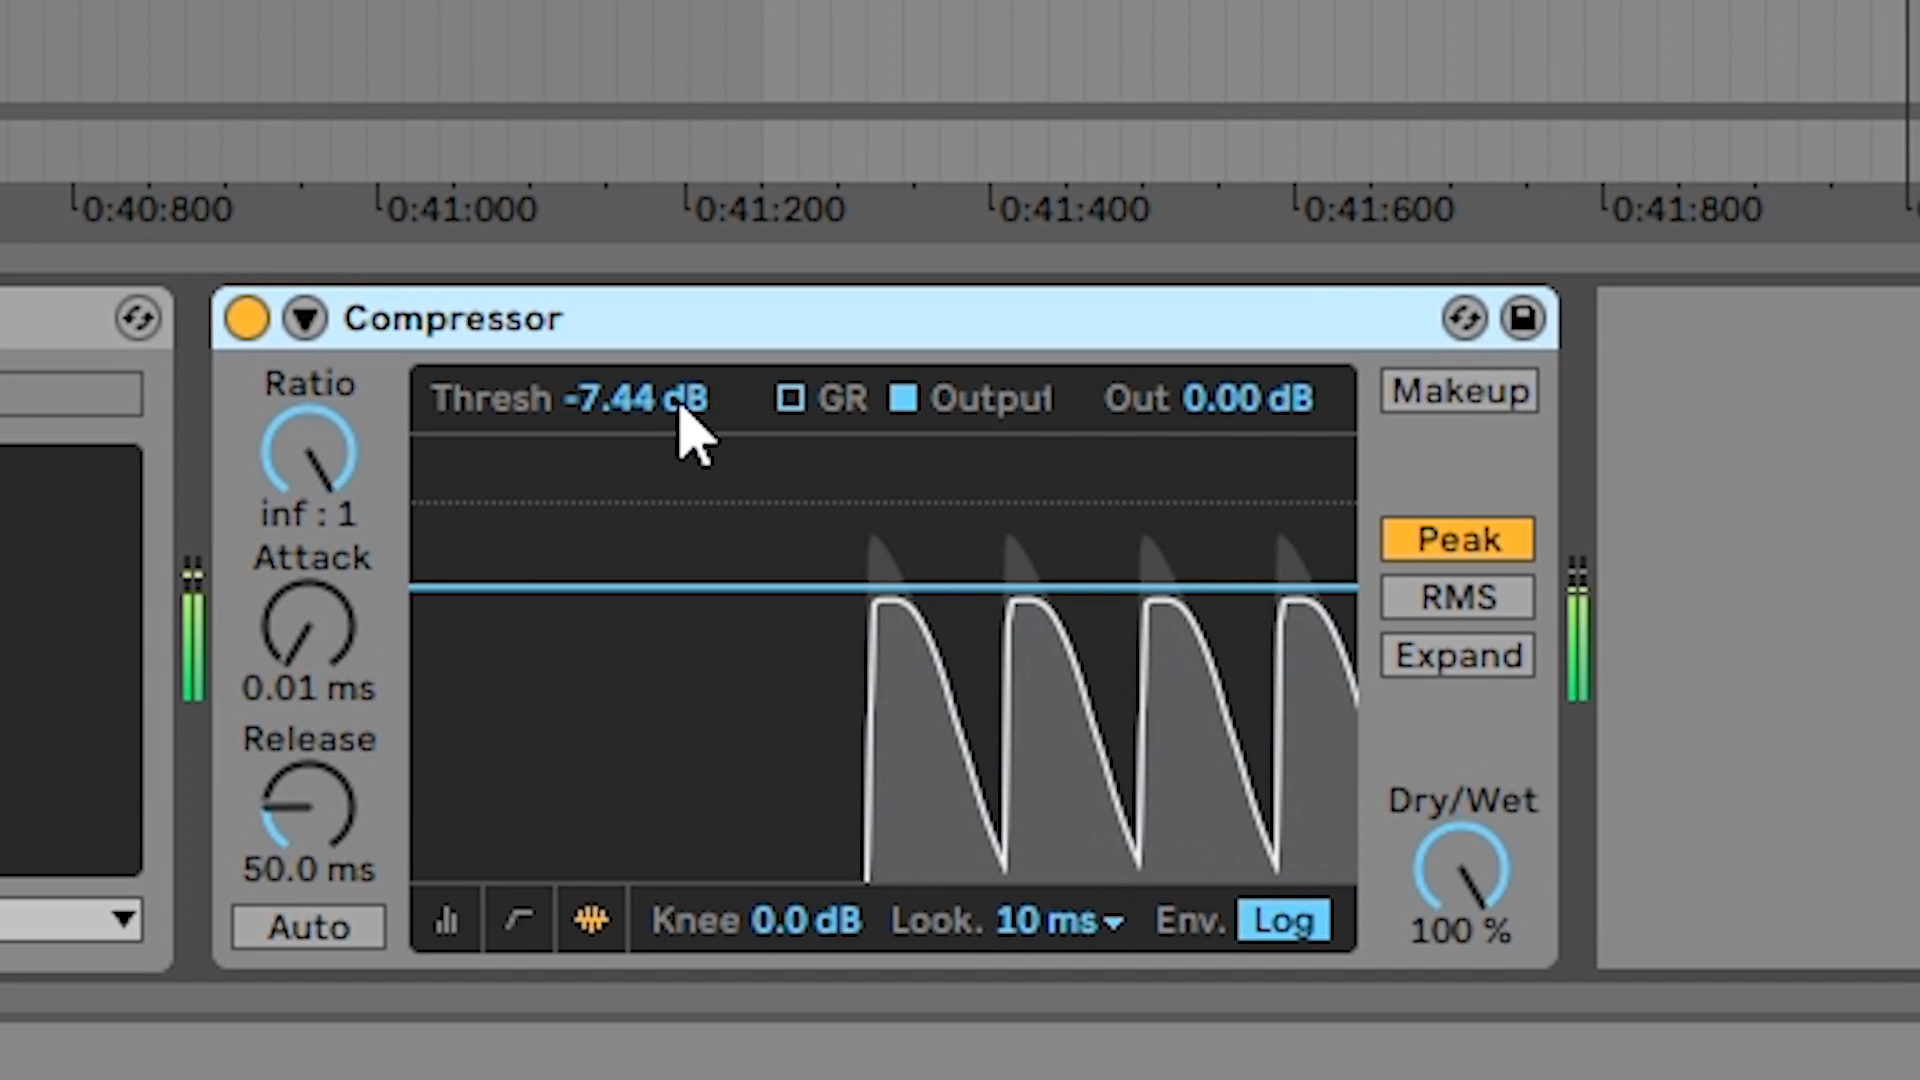 0:40:800 0:41:000 0:41:200 0:41:400 0:41:600 0:41:800
Compressor
Ratio
inf : 1
Attack
0.01 ms
Release
50.0 ms
Auto
Thresh -7.44 dB GR Output Out 0.00 dB
Knee 0.0 dB Look. 10 ms Env. Log
Makeup
Peak
RMS
Expand
Dry/Wet
100 %